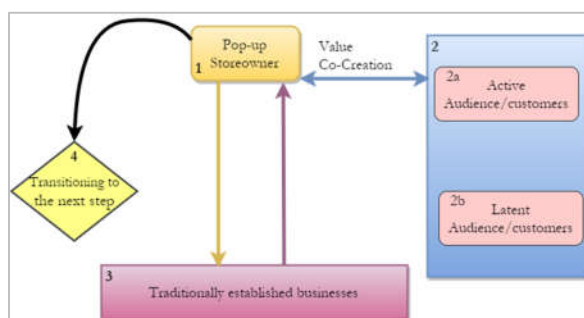 Pop-up
Storeowner
1
Value
Co-Creation
2
2a
Active
Audience/customers
2b
Latent
Audience/customers
4
Transitioning to
the next step
3
Traditionally established businesses